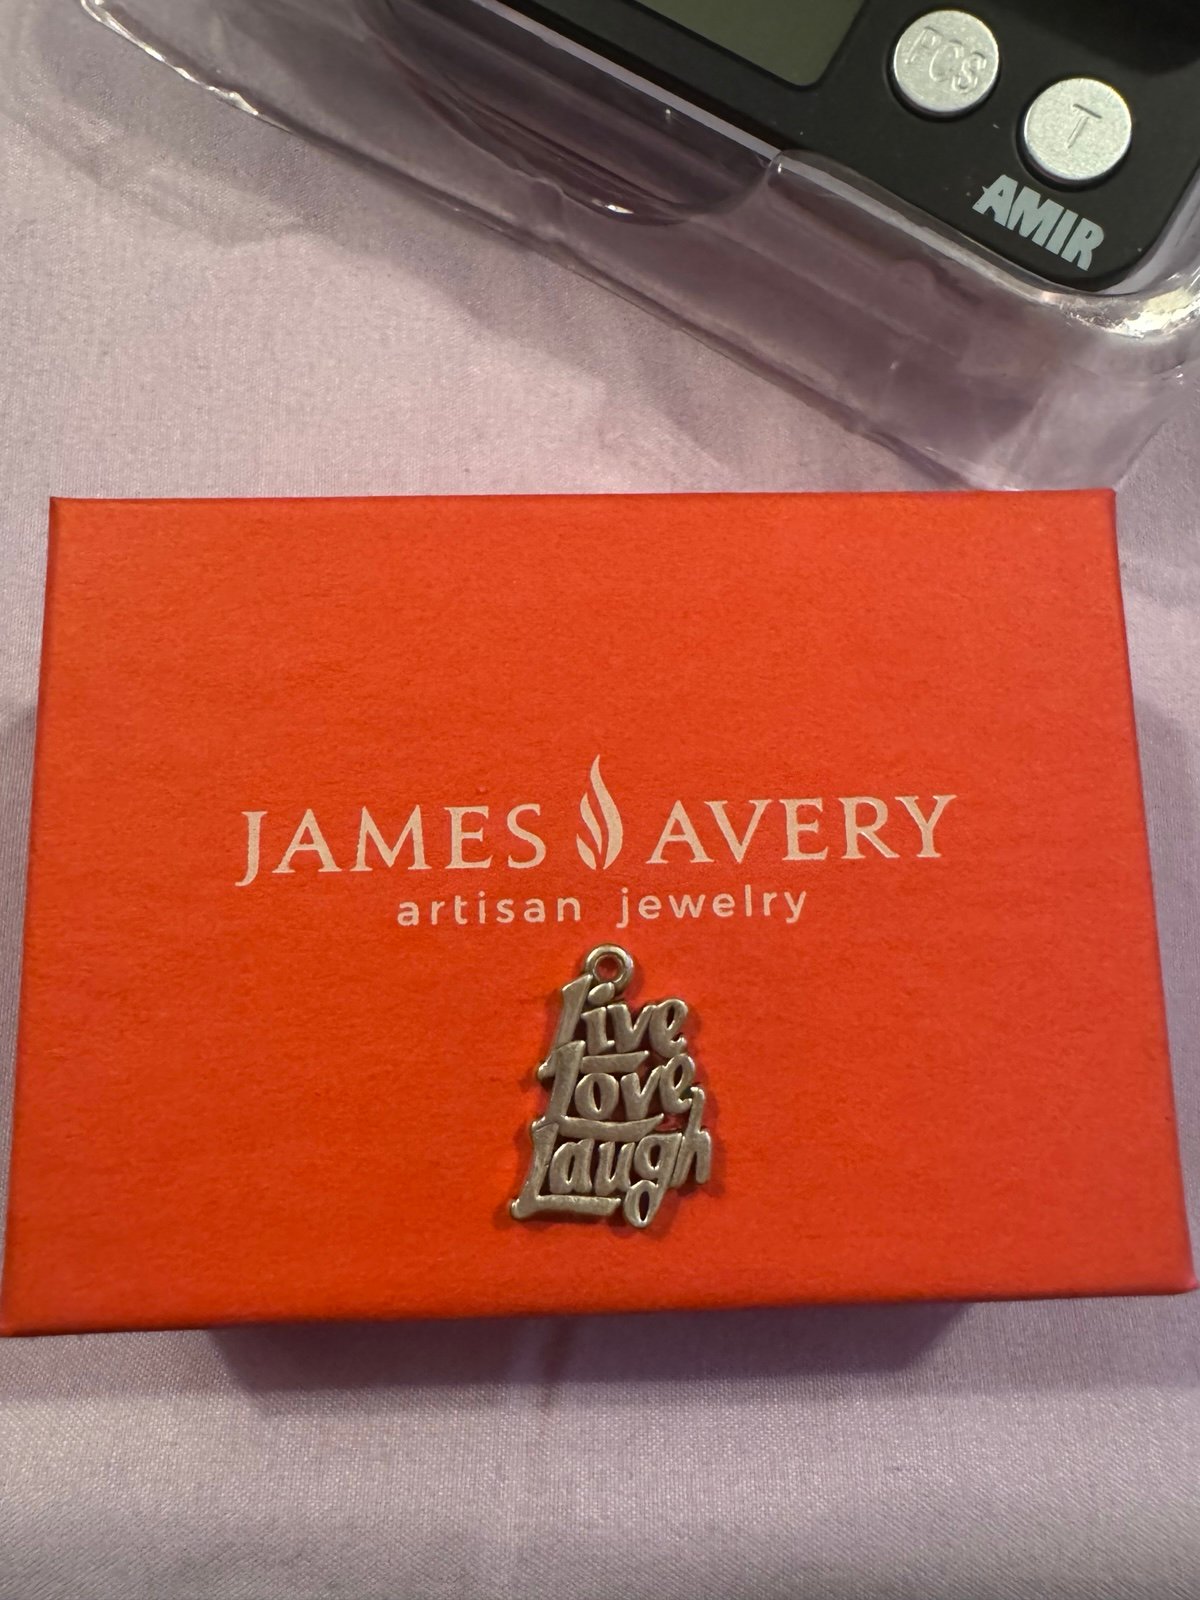 PCS
T
AMIR
JAMES AVERY
artisan jewelry
Live
Love
Laugh